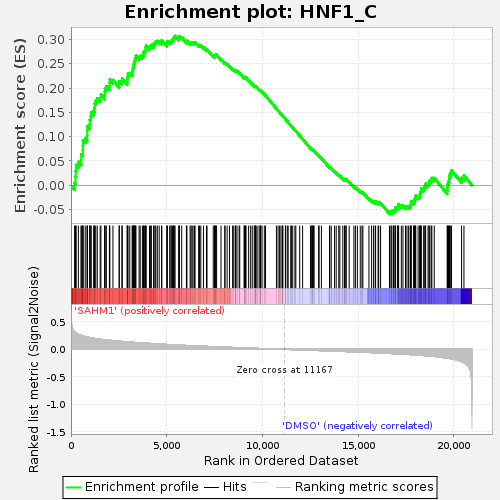 Enrichment plot: HNF1_C
Enrichment score (ES)
0.30
0.25
0.20
0.15
0.10
0.05
0.00
-0.05
'SAHM1' (positively correlated)
Ranked list metric (Signal2Noise)
0.5
0.0
-0.5
-1.0
-1.5
Zero cross at 11167
'DMSO' (negatively correlated)
0
5,000
10,000
15,000
20,000
Rank in Ordered Dataset
Enrichment profile
Hits
Ranking metric scores